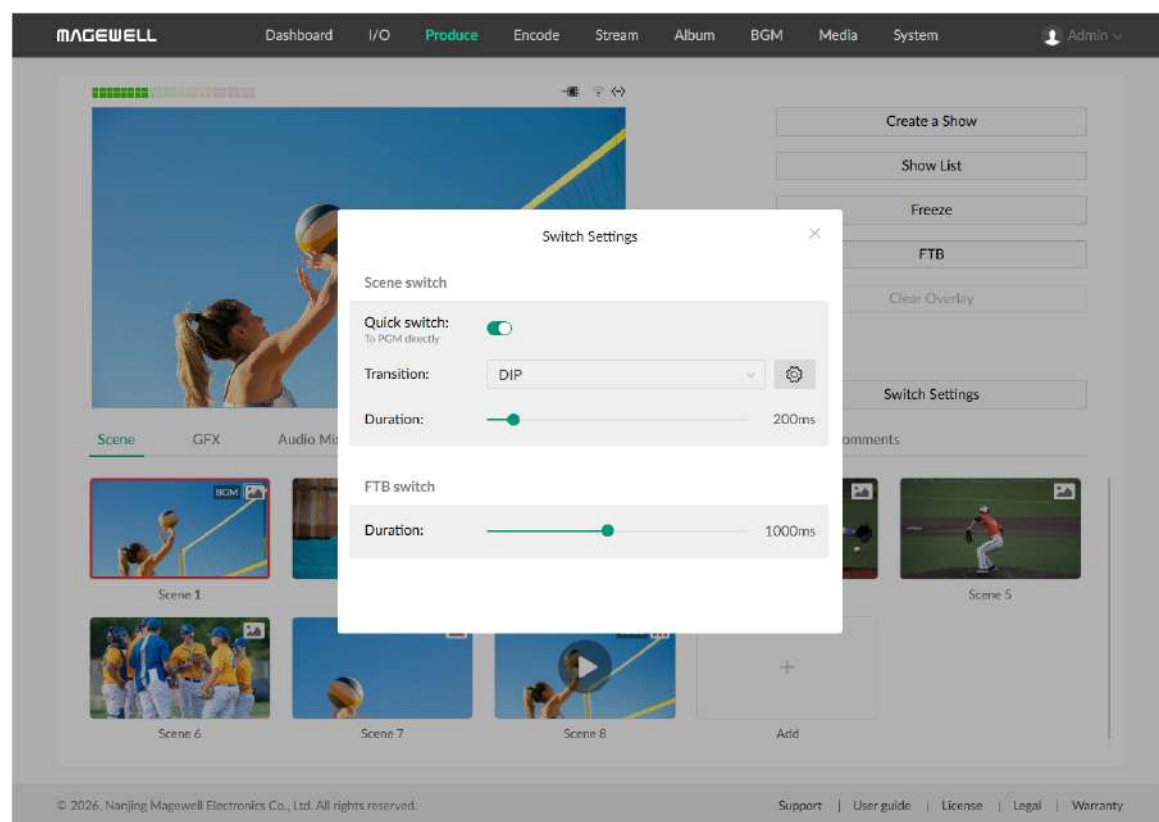 MAGEWELL
Dashboard I/O Produce Encode Stream Album BGM Media System Admin
Create a Show
Show List
Freeze
FTB
Clear Overlay
Switch Settings
Switch Settings
Scene switch
Quick switch:
To PGM directly
Transition: DIP
Duration: 200ms
FTB switch
Duration: 1000ms
Scene GFX Audio
BGM
Scene 1
Scene 5
Scene 6
Scene 7
Scene 8
Add
© 2026, Nanjing Magewell Electronics Co., Ltd. All rights reserved.
Support | User guide | License | Legal | Warranty